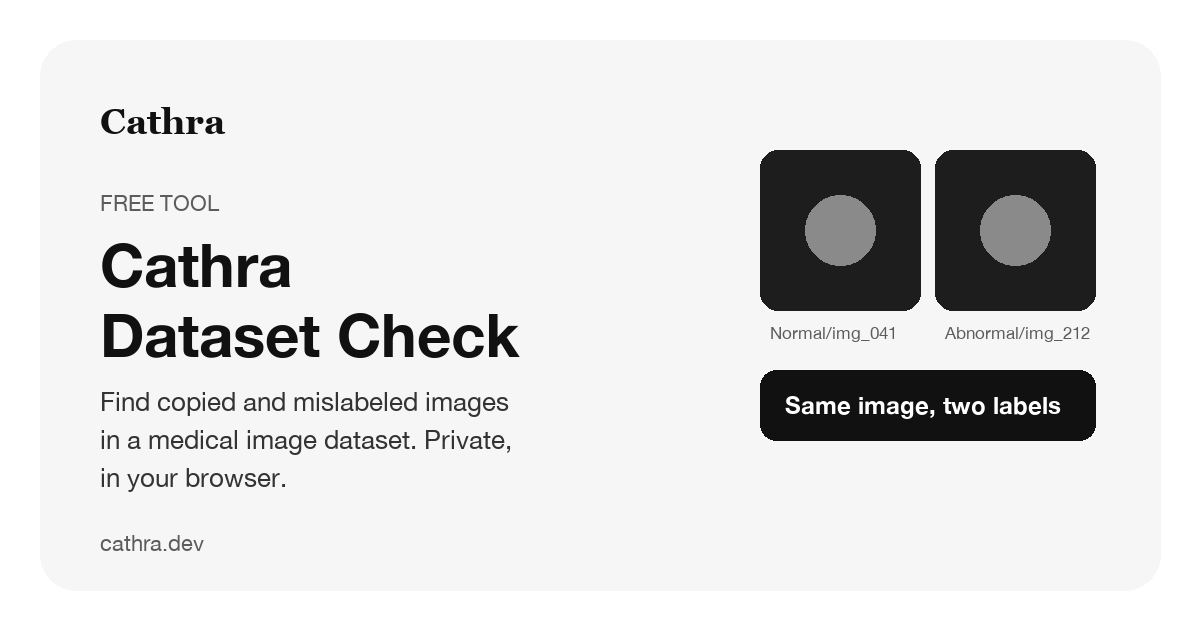 Cathra
FREE TOOL
Cathra
Dataset Check
Find copied and mislabeled images
in a medical image dataset. Private,
in your browser.
cathra.dev
Normal/img_041
Abnormal/img_212
Same image, two labels